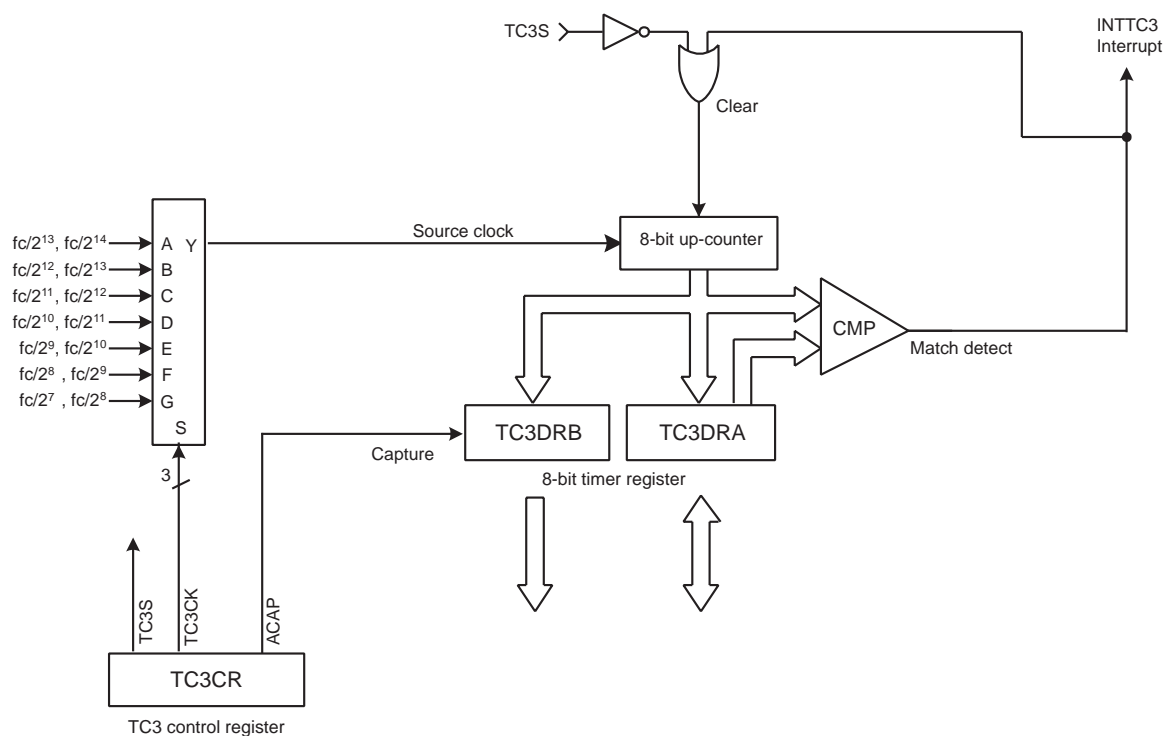 TC3S
INTTC3
Interrupt
Clear
fc/2¹³, fc/2¹⁴
A Y
Source clock
8-bit up-counter
fc/2¹², fc/2¹³
B
fc/2¹¹, fc/2¹²
C
fc/2¹⁰, fc/2¹¹
D
fc/2⁹, fc/2¹⁰
E
fc/2⁸ , fc/2⁹
F
fc/2⁷ , fc/2⁸
G
S
CMP
Match detect
TC3DRB
TC3DRA
Capture
8-bit timer register
3
TC3S
TC3CK
ACAP
TC3CR
TC3 control register